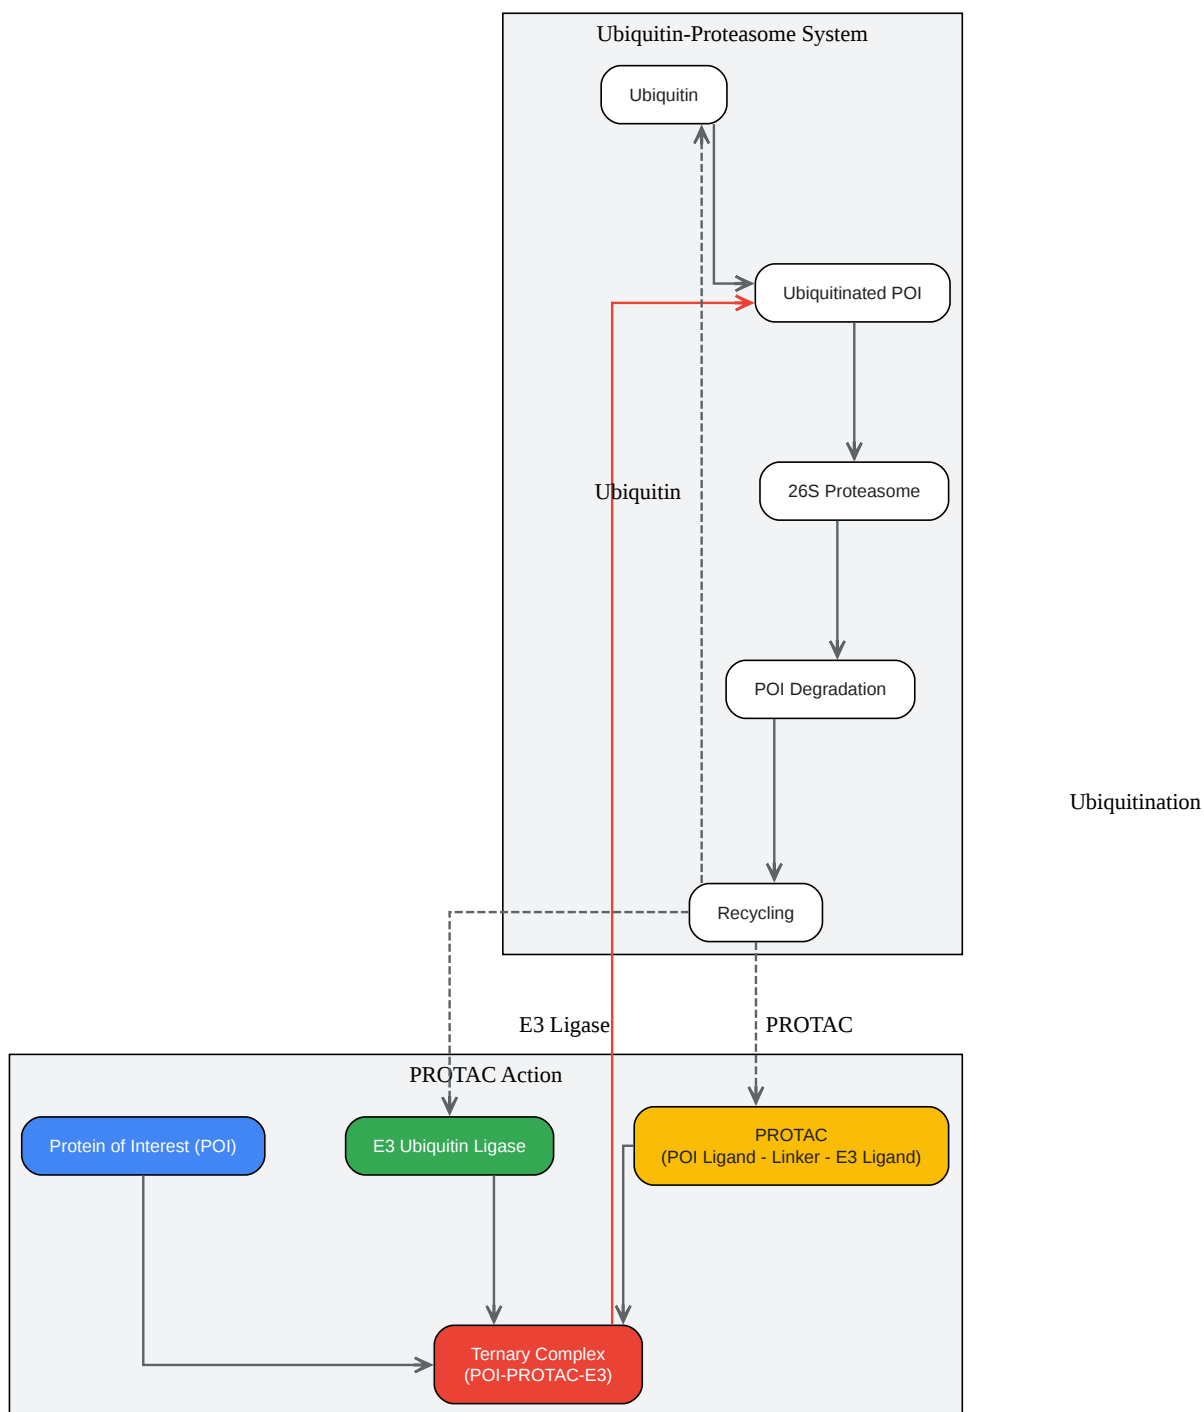 Ubiquitin-Proteasome System
Ubiquitin
Ubiquitinated POI
Ubiquitin
26S Proteasome
POI Degradation
Ubiquitination
Recycling
E3 Ligase
PROTAC
PROTAC Action
Protein of Interest (POI)
E3 Ubiquitin Ligase
PROTAC
(POI Ligand - Linker - E3 Ligand)
Ternary Complex
(POI-PROTAC-E3)